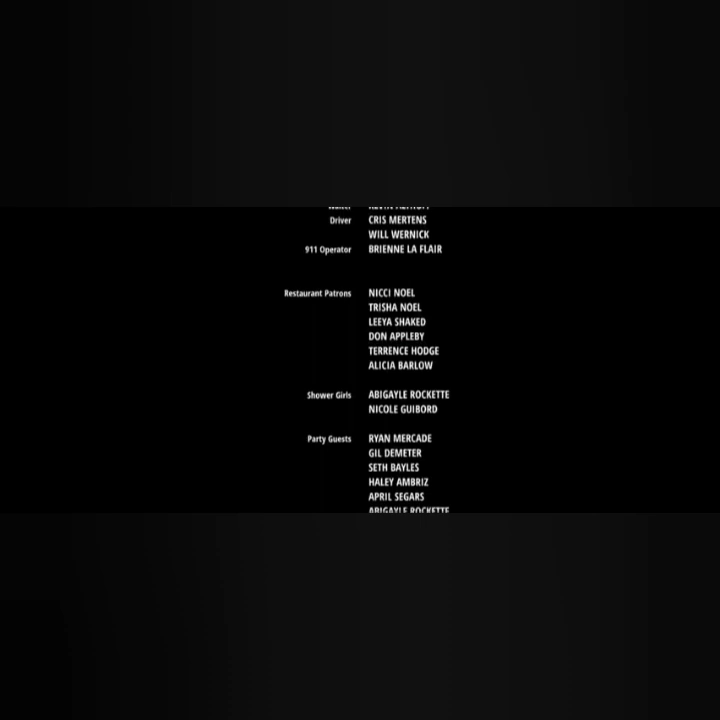 Driver CRIS MERTENS
WILL WERNICK
911 Operator BRIENNE LA FLAIR
Restaurant Patrons NICCI NOEL
TRISHA NOEL
LEEYA SHAKED
DON APPLEBY
TERRENCE HODGE
ALICIA BARLOW
Shower Girls ABIGAYLE ROCKETTE
NICOLE GUIBORD
Party Guests RYAN MERCADE
GIL DEMETER
SETH BAYLES
HALEY AMBRIZ
APRIL SEGARS
ABIGAYLE ROCKETTE